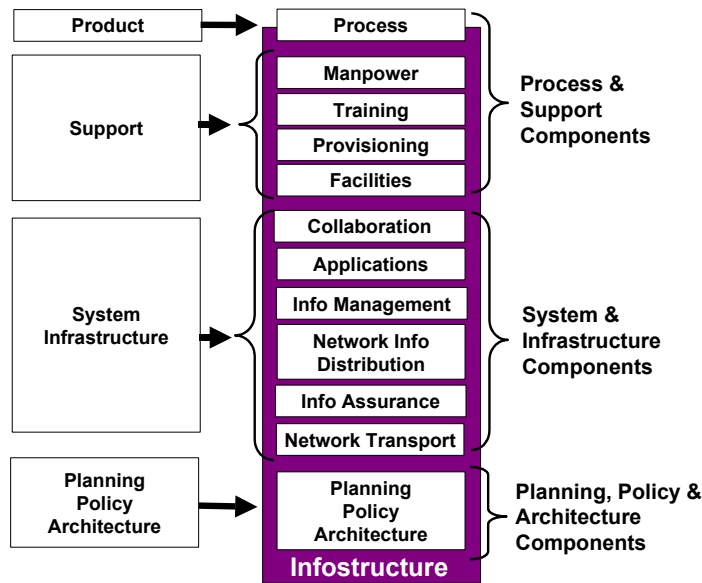 Product
Process
Support
Manpower
Training
Provisioning
Facilities
Process &
Support
Components
System
Infrastructure
Collaboration
Applications
Info Management
Network Info
Distribution
Info Assurance
Network Transport
System &
Infrastructure
Components
Planning
Policy
Architecture
Planning
Policy
Architecture
Planning, Policy &
Architecture
Components
Infostructure